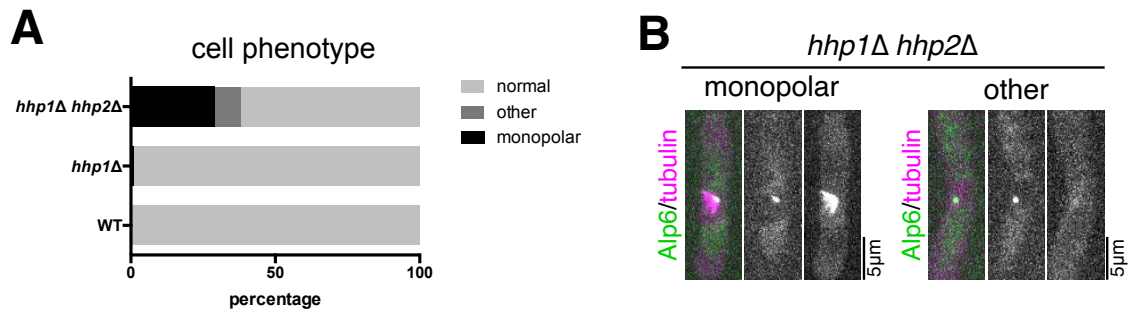 A
cell phenotype
hhp1Δ hhp2Δ
hhp1Δ
WT
0
50
100
percentage
normal
other
monopolar
B
hhp1Δ hhp2Δ
monopolar
other
Alp6/tubulin
5µm
Alp6/tubulin
5µm